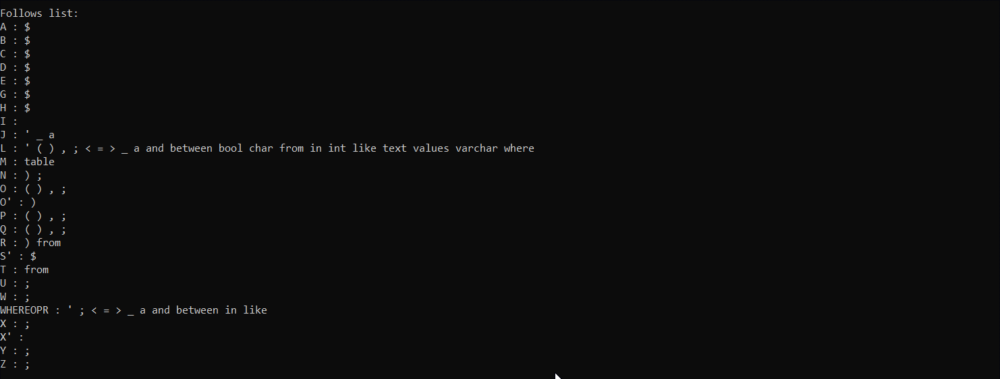 Follows list:
A : $
B : $
C : $
D : $
E : $
G : $
H : $
I :
J : ' _ a
L : ' ( ) , ; < = > _ a and between bool char from in int like text values varchar where
M : table
N : ) ;
O : ( ) , ;
O' : )
P : ( ) , ;
Q : ( ) , ;
R : ) from
S' : $
T : from
U : ;
W : ;
WHEREOPR : ' ; < = > _ a and between in like
X : ;
X' :
Y : ;
Z : ;